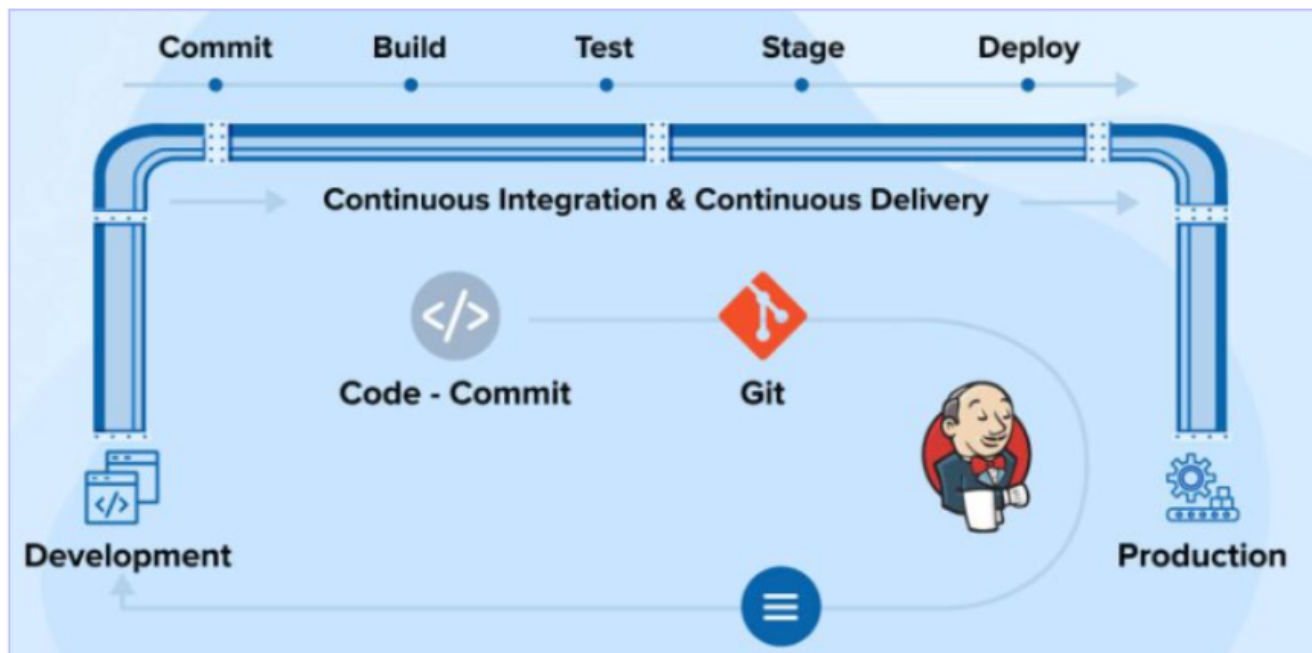 Commit Build Test Stage Deploy
Continuous Integration & Continuous Delivery
</>
Code - Commit Git
</>
Development Production